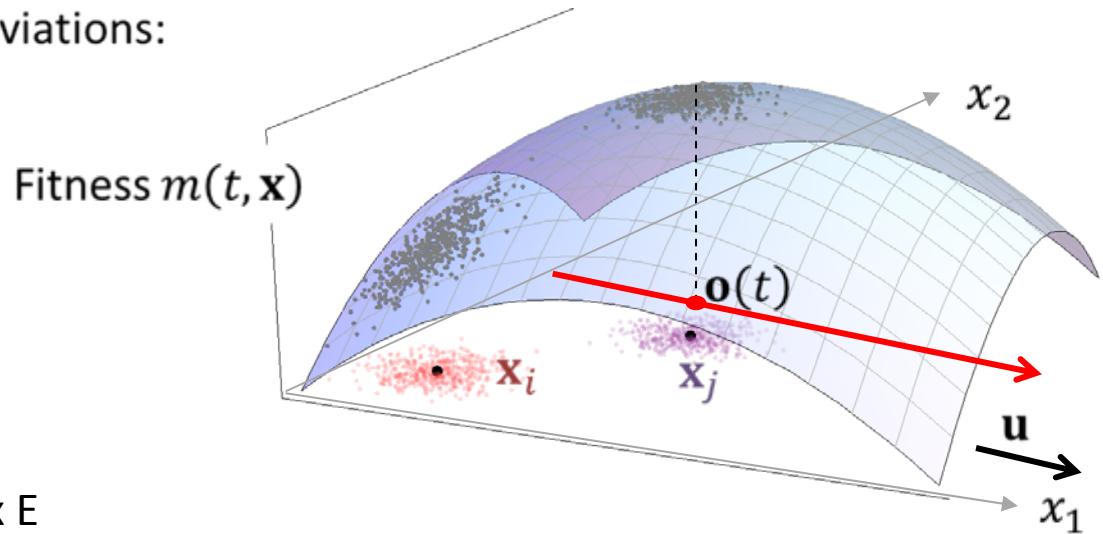 viations:
x₂
Fitness m(t, 𝐱)
𝐨(t)
𝐱ᵢ
𝐱ⱼ
𝐮
x₁
x E